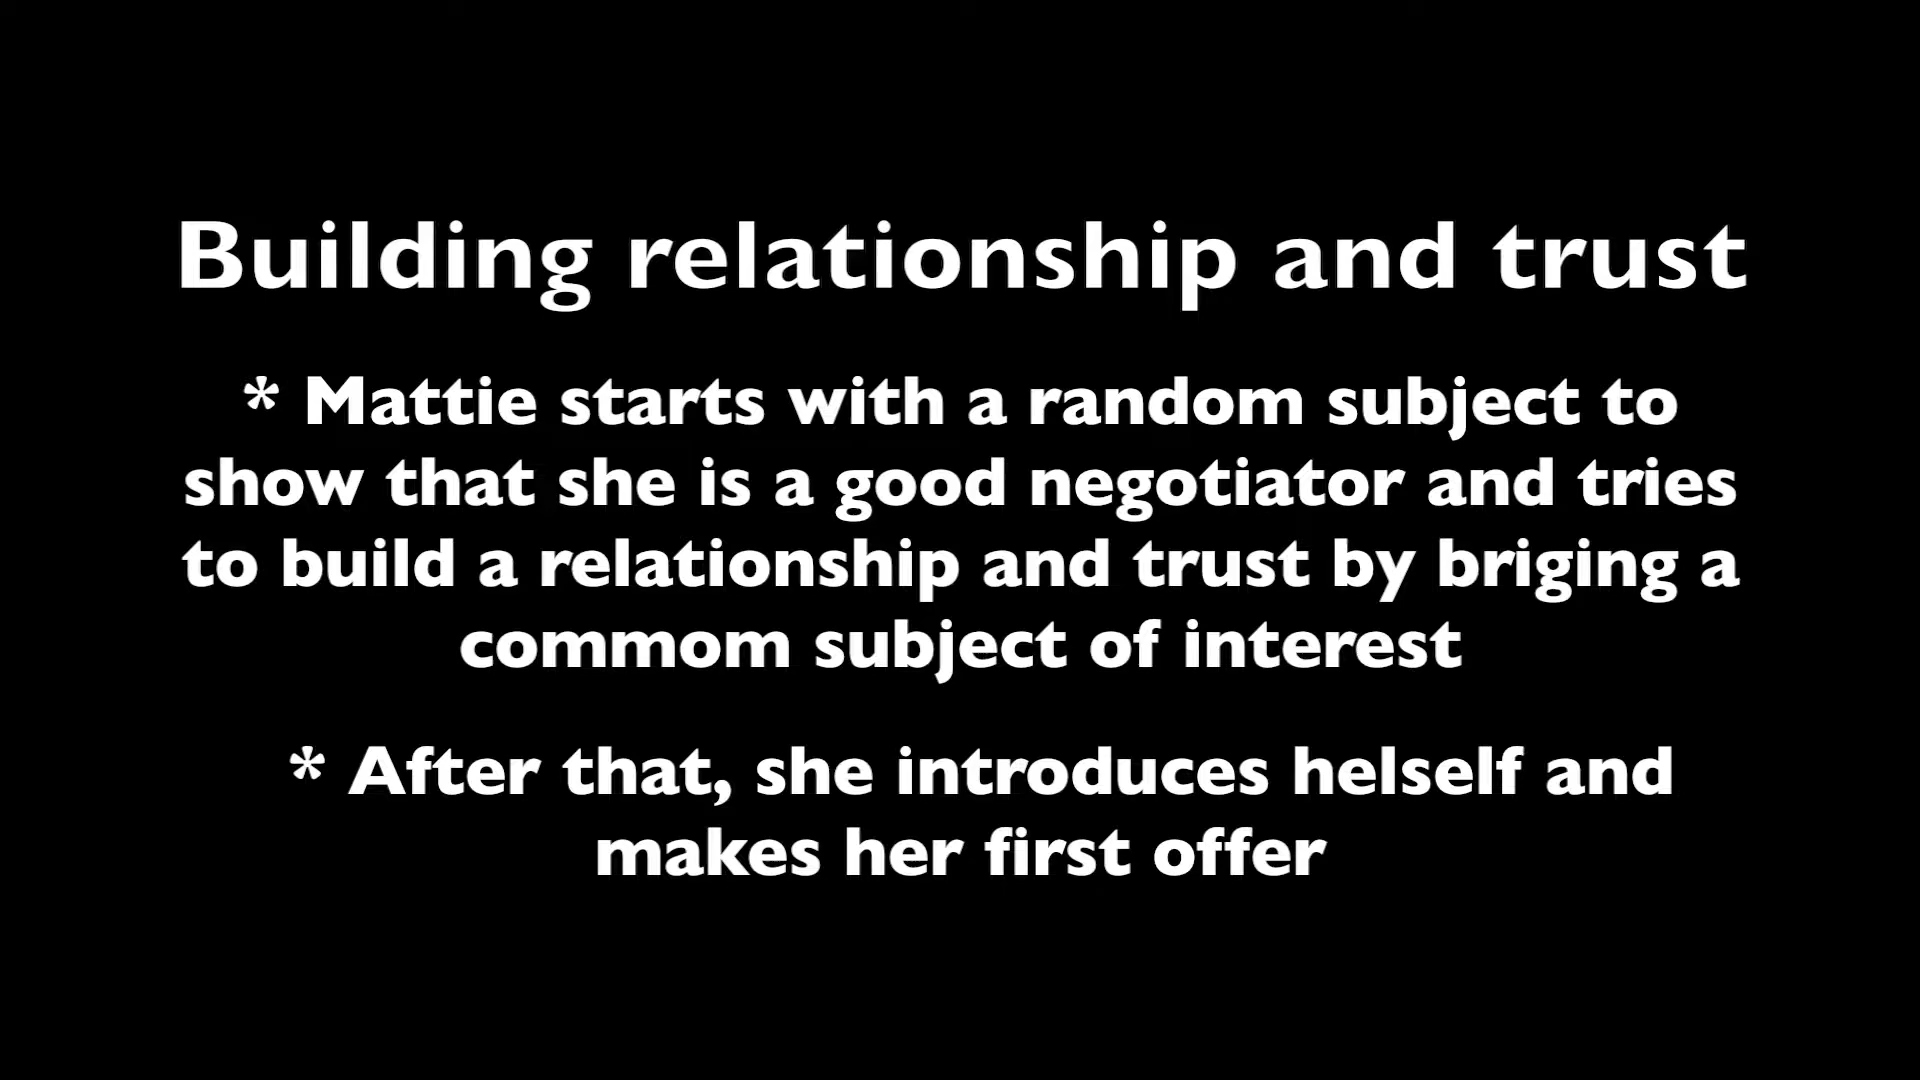 Building relationship and trust
* Mattie starts with a random subject to
show that she is a good negotiator and tries
to build a relationship and trust by briging a
commom subject of interest
* After that, she introduces helself and
makes her first offer